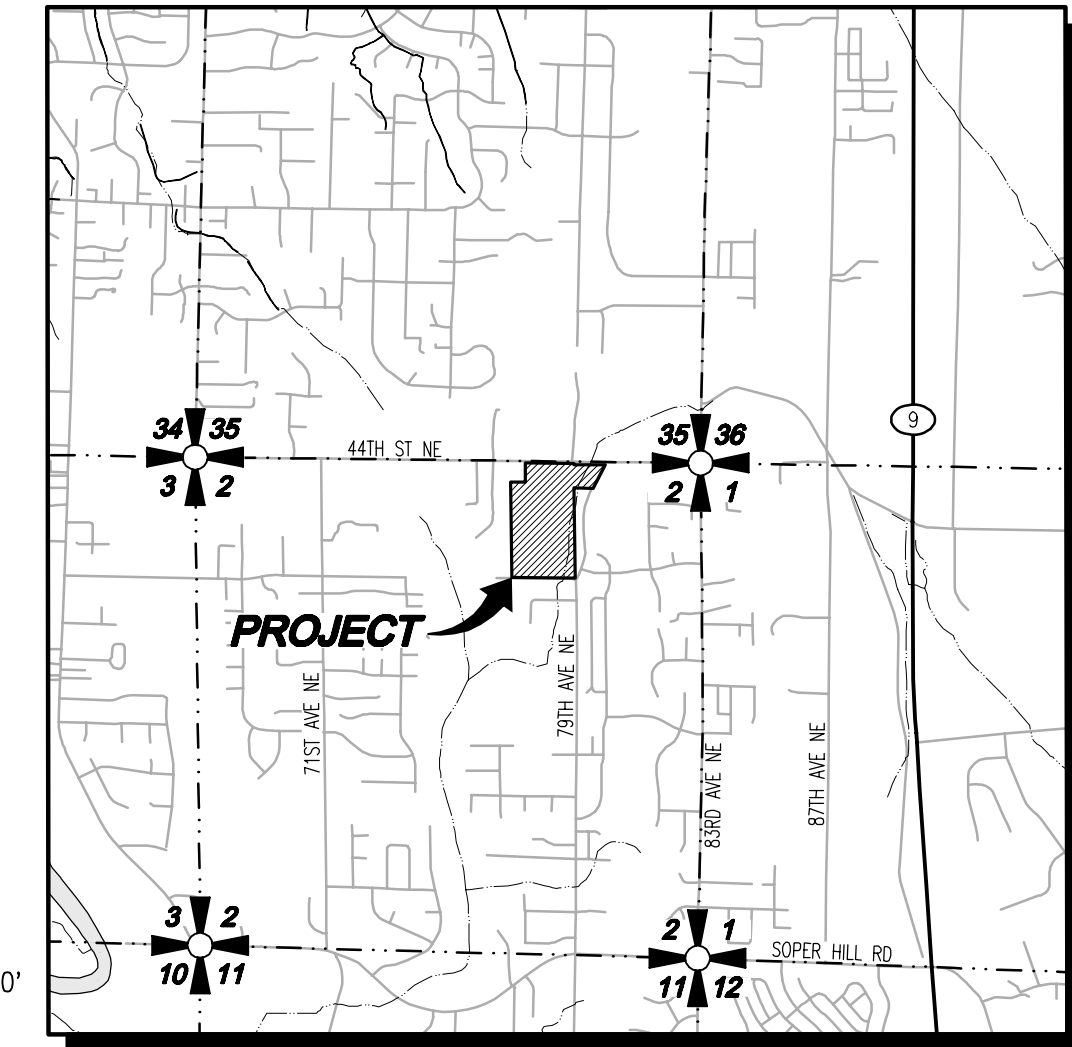 9
34 35
3 2
44TH ST NE
35 36
2 1
PROJECT
71ST AVE NE
79TH AVE NE
83RD AVE NE
87TH AVE NE
3 2
10 11
2 1
11 12
SOPER HILL RD
0'